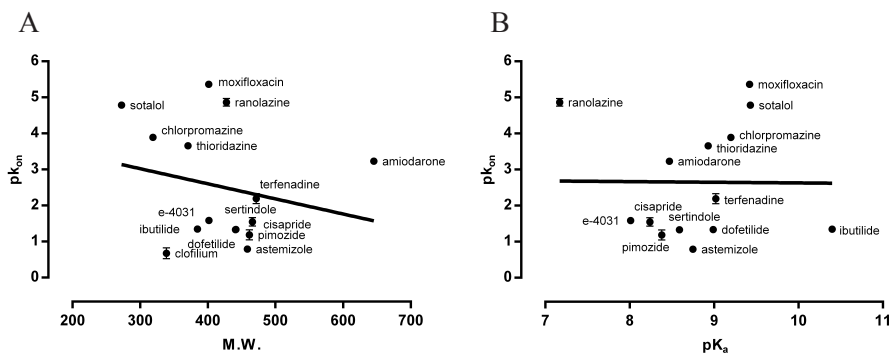 A
6
5
4
3
2
1
0
pkon
moxifloxacin
ranolazine
sotalol
chlorpromazine
thioridazine
amiodarone
terfenadine
e-4031
sertindole
ibutilide
cisapride
dofetilide
pimozide
clofilium
astemizole
200 300 400 500 600 700
M.W.
B
6
5
4
3
2
1
0
pkon
moxifloxacin
ranolazine
sotalol
chlorpromazine
thioridazine
amiodarone
terfenadine
cisapride
e-4031
sertindole
dofetilide
ibutilide
pimozide
astemizole
7 8 9 10 11
pKa